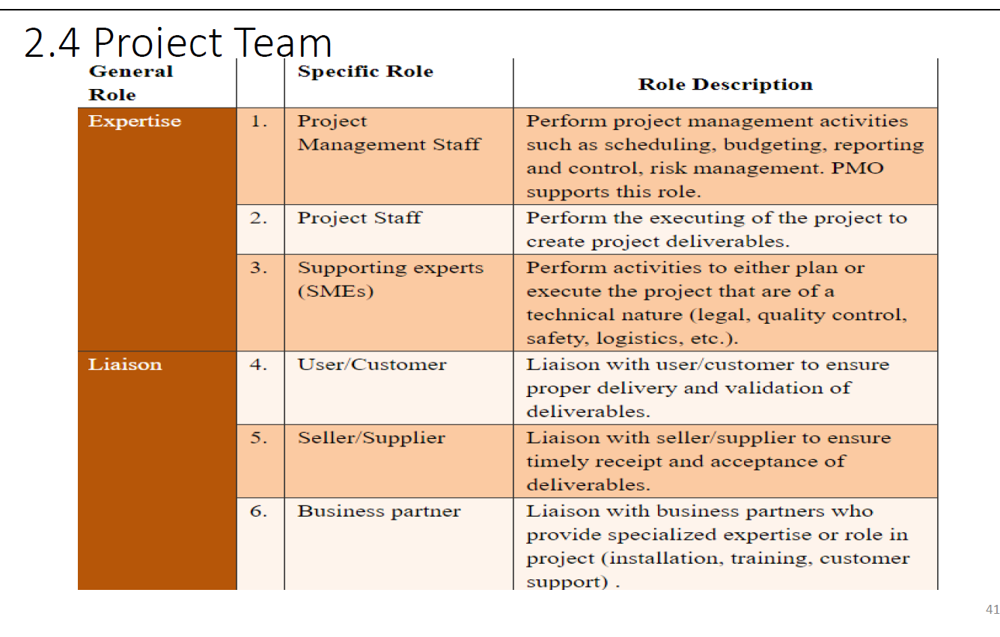 2.4 Project Team
General
Role
Specific Role
Role Description
Expertise
1.
Project
Management Staff
Perform project management activities
such as scheduling, budgeting, reporting
and control, risk management. PMO
supports this role.
2.
Project Staff
Perform the executing of the project to
create project deliverables.
3.
Supporting experts
(SMEs)
Perform activities to either plan or
execute the project that are of a
technical nature (legal, quality control,
safety, logistics, etc.).
Liaison
4.
User/Customer
Liaison with user/customer to ensure
proper delivery and validation of
deliverables.
5.
Seller/Supplier
Liaison with seller/supplier to ensure
timely receipt and acceptance of
deliverables.
6.
Business partner
Liaison with business partners who
provide specialized expertise or role in
project (installation, training, customer
support) .
41